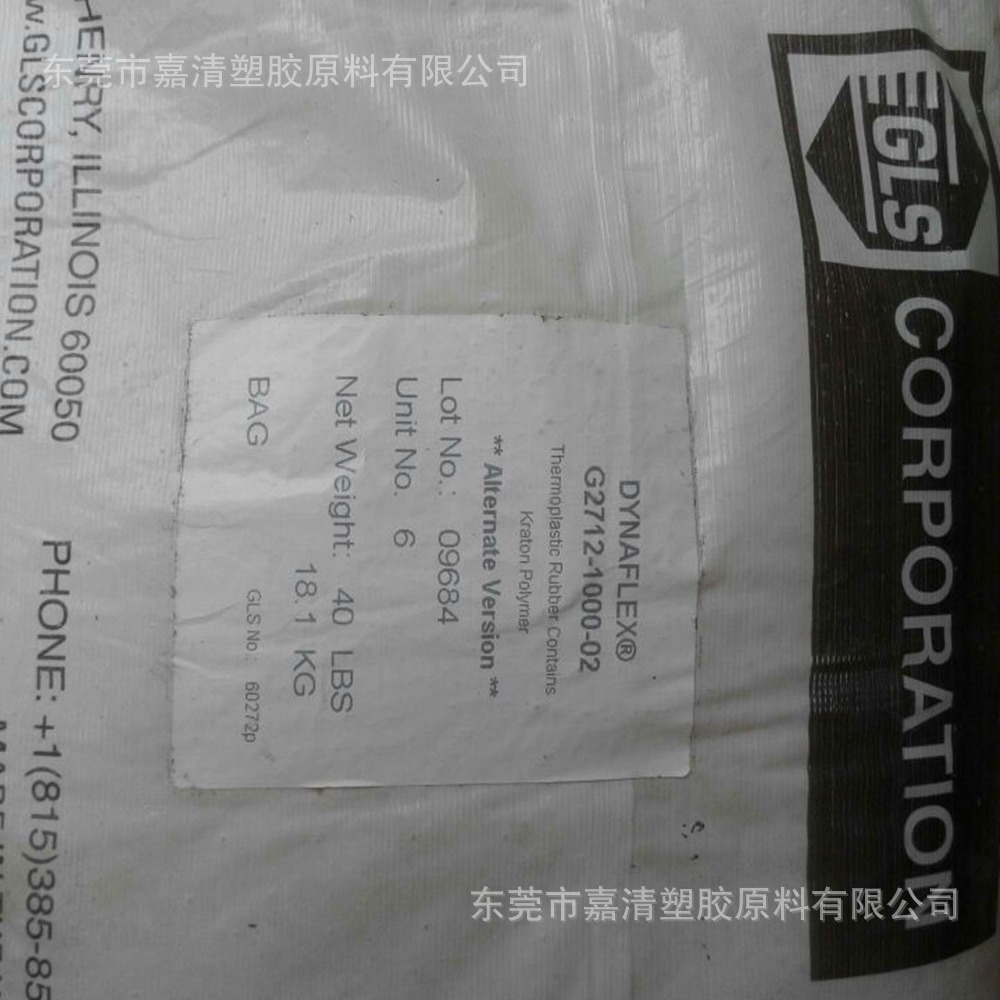 东莞市嘉清塑胶原料有限公司
GLS CORPORATION
DYNAFLEX®
G2712-1000-02
Thermoplastic Rubber Contains
Kraton Polymer
** Alternate Version **
Lot No.: 09684
Unit No. 6
Net Weight: 40 LBS
18.1 KG
BAG GLS No: 60272p
HENRY, ILLINOIS 60050 PHONE: +1(815)385-85
W.GLSCORPORATION.COM
东莞市嘉清塑胶原料有限公司